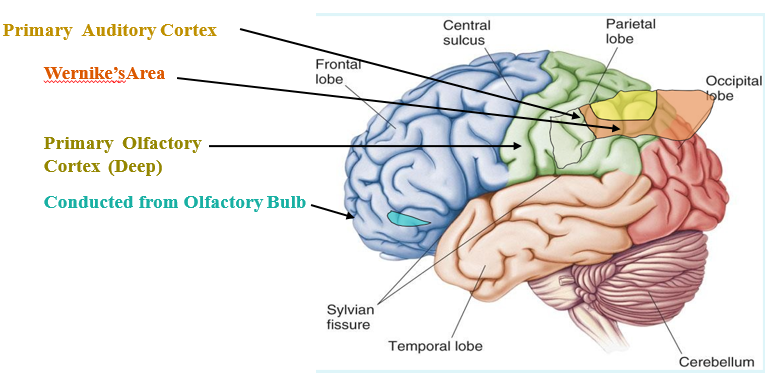 Primary Auditory Cortex
Wernike'sArea
Primary Olfactory
Cortex (Deep)
Conducted from Olfactory Bulb
Central
sulcus
Parietal
lobe
Frontal
lobe
Occipital
lobe
Sylvian
fissure
Temporal lobe
Cerebellum